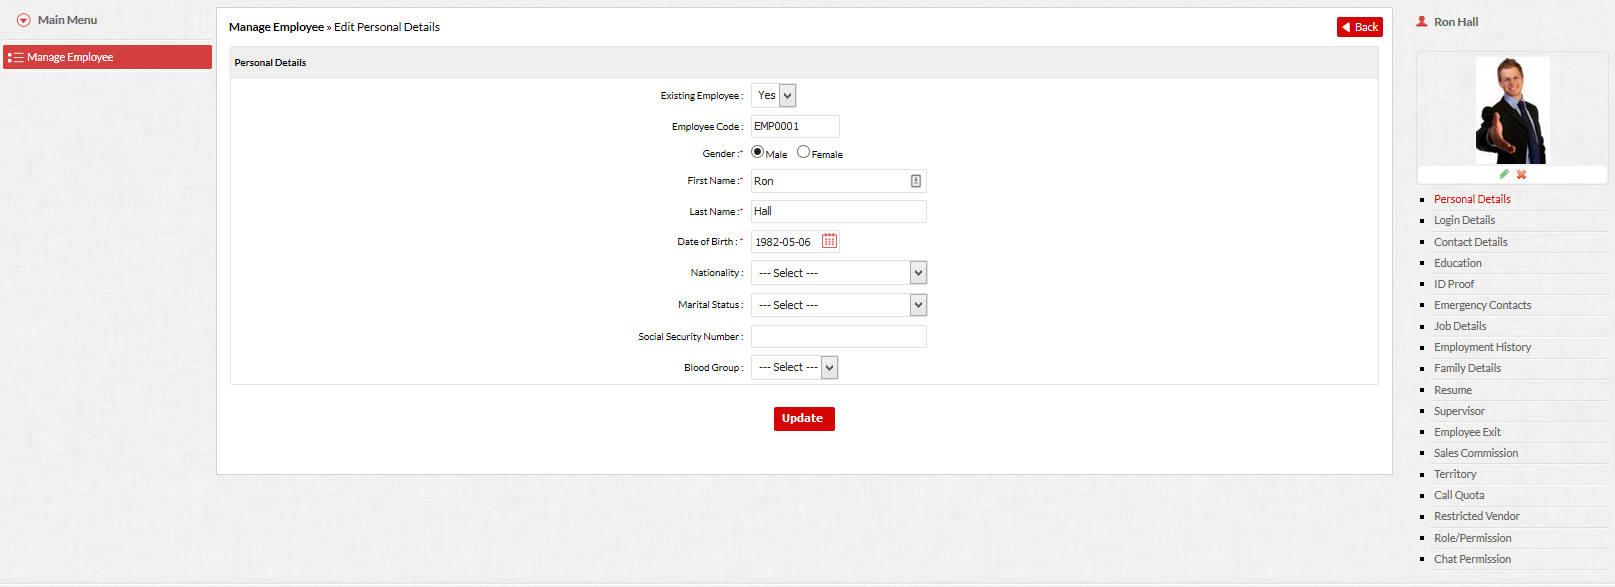 Main Menu
Manage Employee
Manage Employee » Edit Personal Details
Back
Personal Details
Existing Employee : Yes
Employee Code : EMP0001
Gender :* Male Female
First Name :* Ron
Last Name :* Hall
Date of Birth : * 1982-05-06
Nationality : --- Select ---
Marital Status : --- Select ---
Social Security Number :
Blood Group : --- Select ---
Update
Ron Hall
Personal Details
Login Details
Contact Details
Education
ID Proof
Emergency Contacts
Job Details
Employment History
Family Details
Resume
Supervisor
Employee Exit
Sales Commission
Territory
Call Quota
Restricted Vendor
Role/Permission
Chat Permission